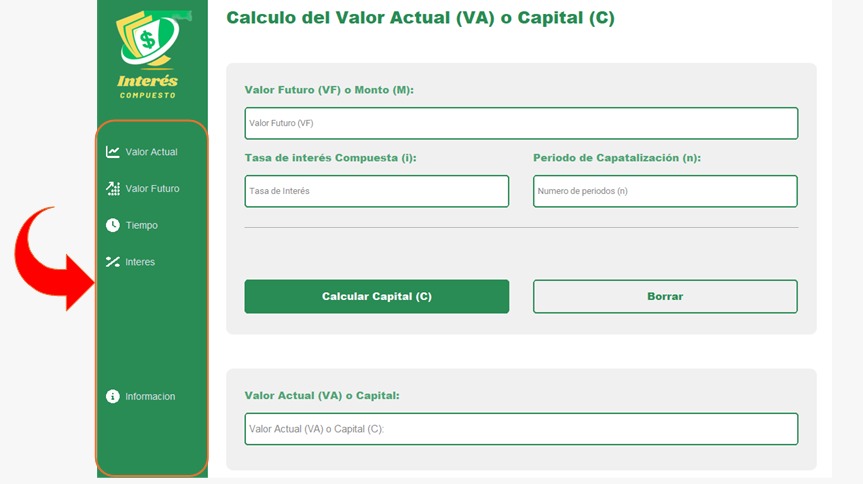 Calculo del Valor Actual (VA) o Capital (C)
$
Interés
COMPUESTO
Valor Actual
Valor Futuro
Tiempo
Interes
Informacion
Valor Futuro (VF) o Monto (M):
Valor Futuro (VF)
Tasa de interés Compuesta (i):
Periodo de Capatalización (n):
Tasa de Interés
Numero de periodos (n)
Calcular Capital (C)
Borrar
Valor Actual (VA) o Capital:
Valor Actual (VA) o Capital (C):